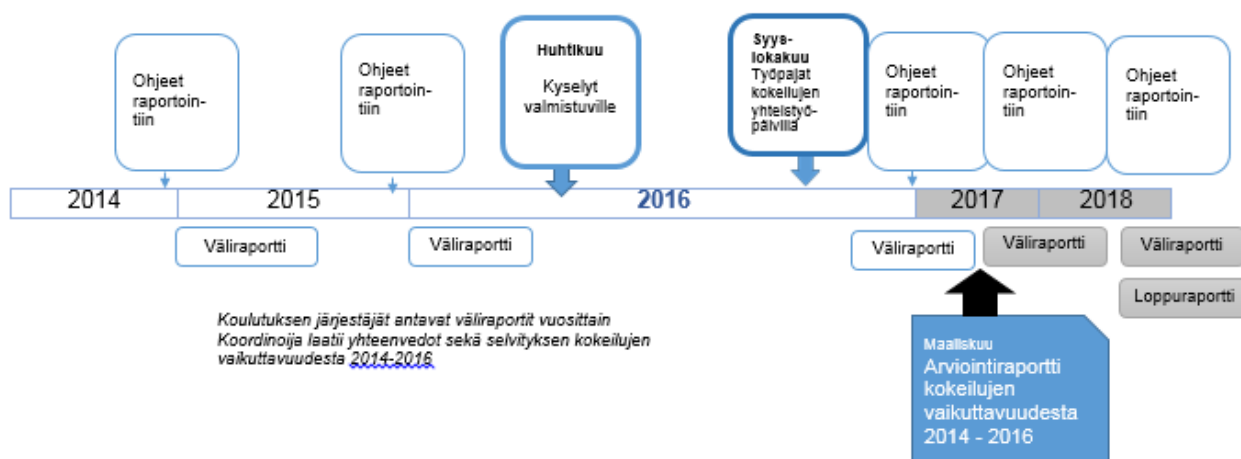 Ohjeet
raportoin-
tiin
Ohjeet
raportoin-
tiin
Huhtikuu
Kyselyt
valmistuville
Syys-
lokakuu
Työpajat
kokeilujen
yhteistyö-
päivillä
Ohjeet
raportoin-
tiin
Ohjeet
raportoin-
tiin
Ohjeet
raportoin-
tiin
2014
2015
2016
2017
2018
Väliraportti
Väliraportti
Väliraportti
Väliraportti
Väliraportti
Loppuraportti
Koulutuksen järjestäjät antavat väliraportit vuosittain
Koordinoija laatii yhteenvedot sekä selvityksen kokeilujen
vaikuttavuudesta 2014-2016
Maaliskuu
Arviointiraportti
kokeilujen
vaikuttavuudesta
2014 - 2016